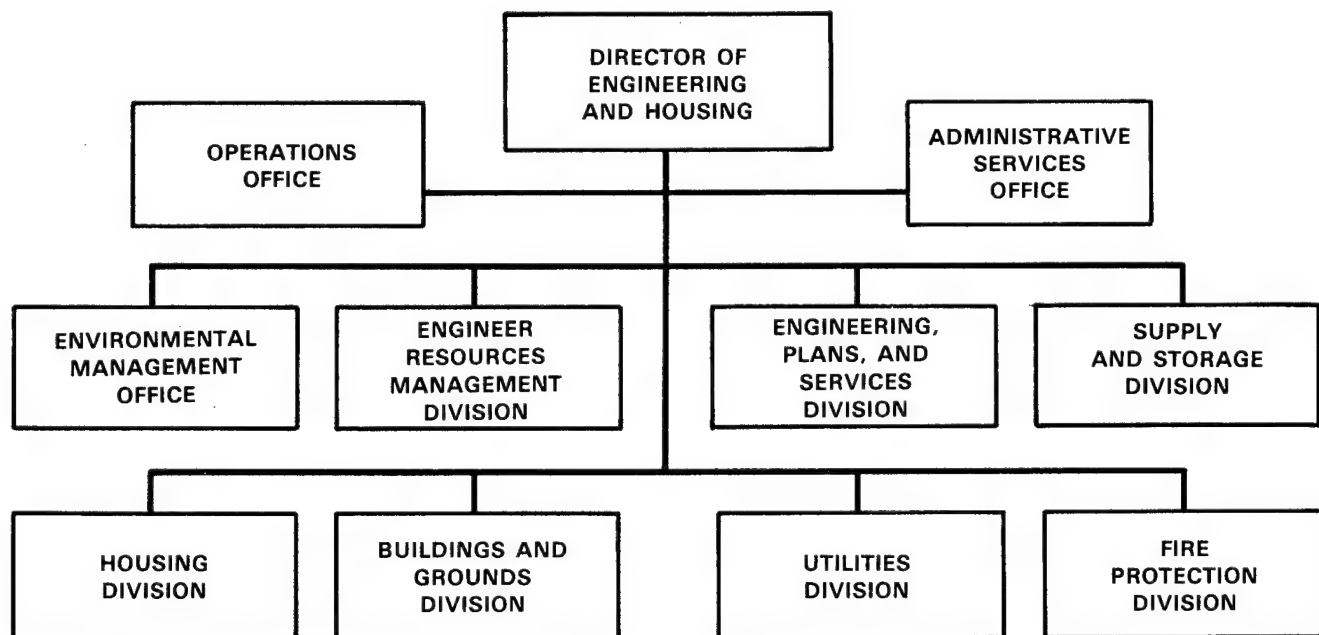 DIRECTOR OF
ENGINEERING
AND HOUSING
OPERATIONS
OFFICE
ADMINISTRATIVE
SERVICES
OFFICE
ENVIRONMENTAL
MANAGEMENT
OFFICE
ENGINEER
RESOURCES
MANAGEMENT
DIVISION
ENGINEERING,
PLANS, AND
SERVICES
DIVISION
SUPPLY
AND STORAGE
DIVISION
HOUSING
DIVISION
BUILDINGS AND
GROUNDS
DIVISION
UTILITIES
DIVISION
FIRE
PROTECTION
DIVISION